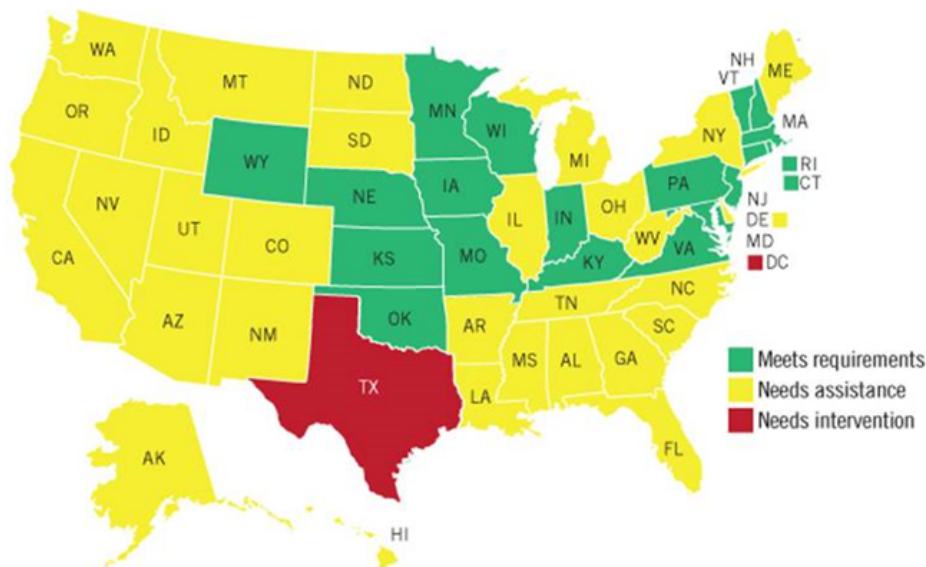 WA
MT
ND
MN
VT
NH
ME
OR
ID
SD
WI
NY
MA
WY
MI
RI
CT
NE
IA
PA
NJ
NV
UT
CO
IL
IN
OH
DE
CA
KS
MO
WV
VA
MD
KY
DC
AZ
NM
OK
AR
TN
NC
SC
MS
AL
GA
TX
LA
FL
AK
HI
Meets requirements
Needs assistance
Needs intervention